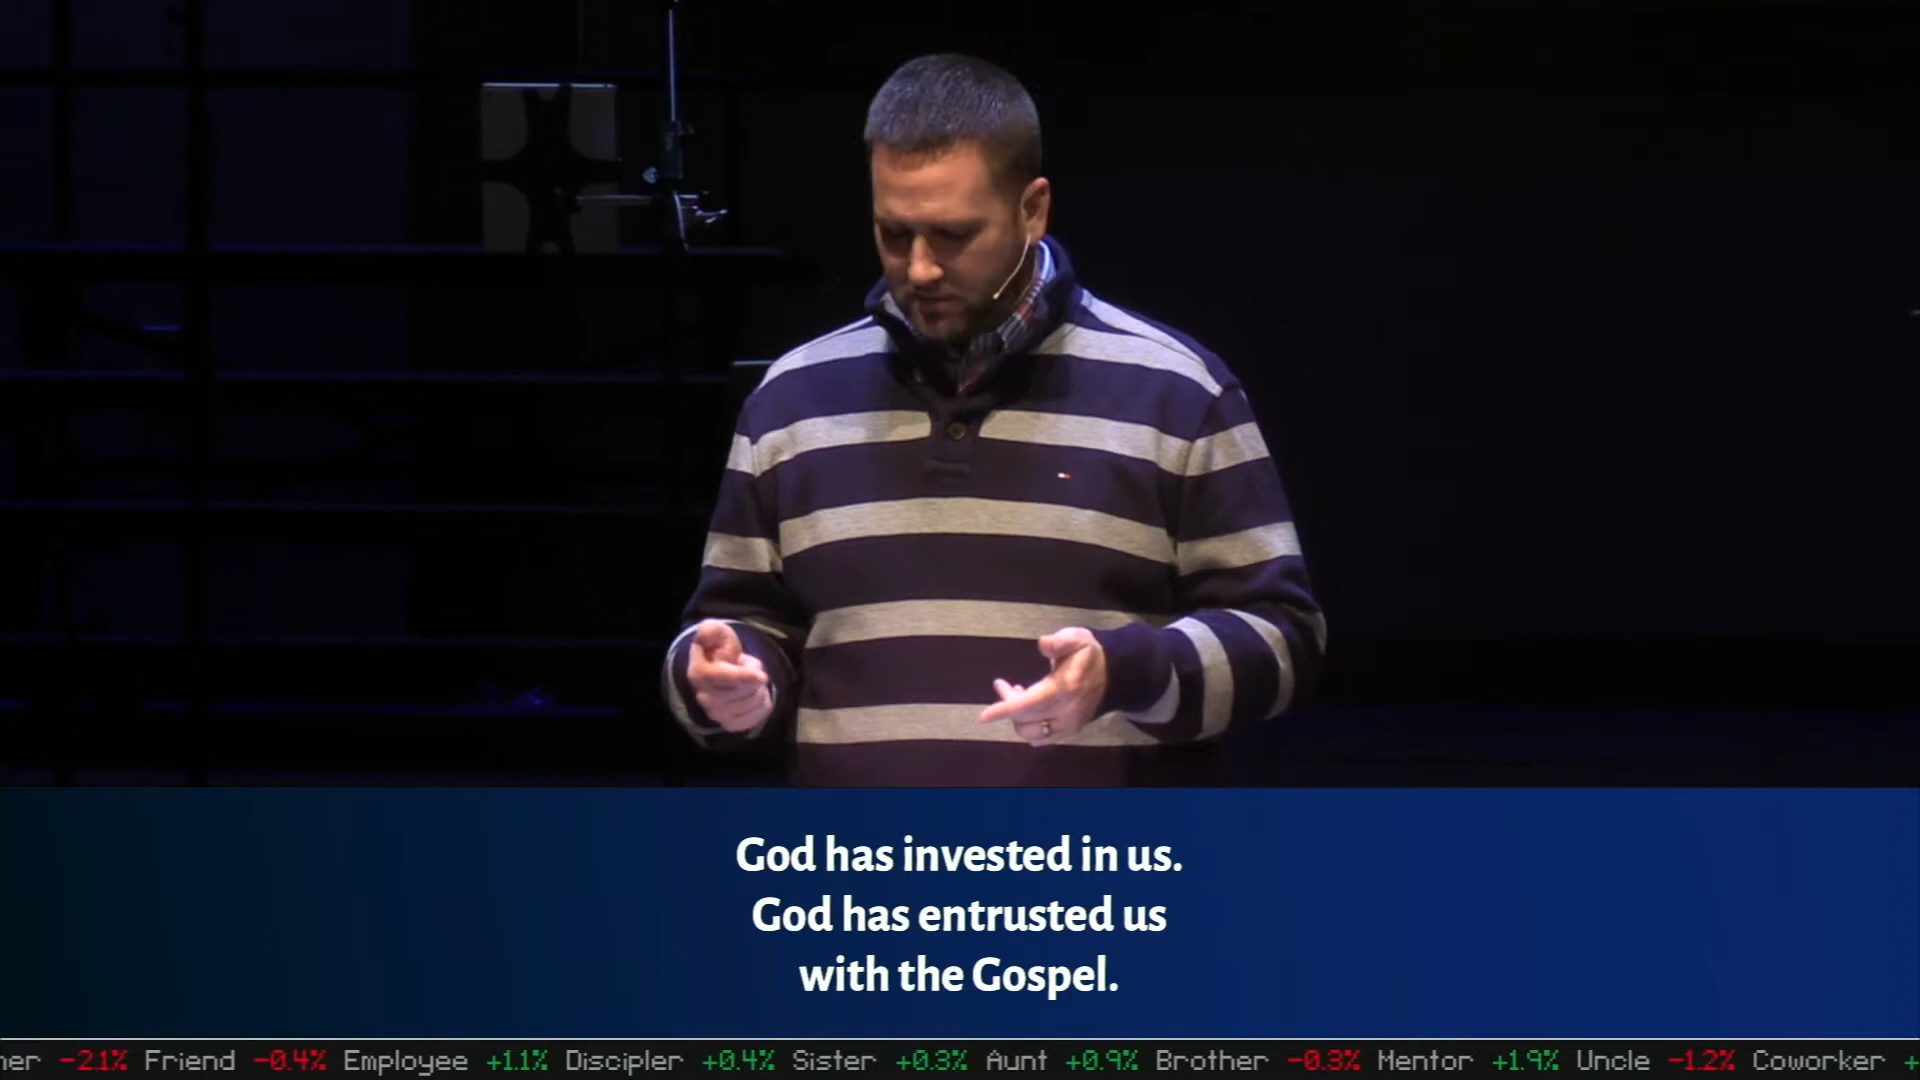 God has invested in us.
God has entrusted us
with the Gospel.
-2.1% Friend -0.4% Employee +1.1% Discipler +0.4% Sister +0.3% Aunt +0.9% Brother -0.3% Mentor +1.9% Uncle -1.2% Coworker +